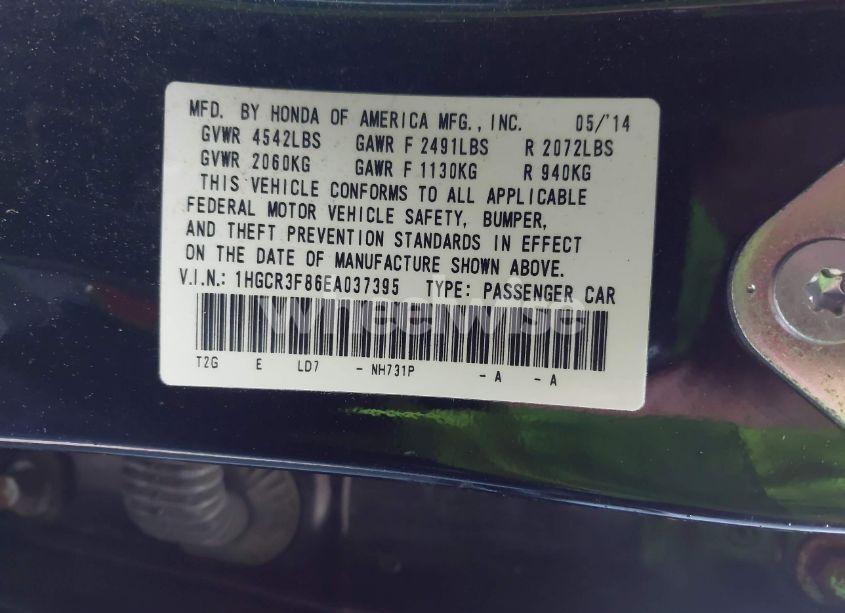 MFD. BY HONDA OF AMERICA MFG., INC. 05/'14
GVWR 4542LBS GAWR F 2491LBS R 2072LBS
GVWR 2060KG GAWR F 1130KG R 940KG
THIS VEHICLE CONFORMS TO ALL APPLICABLE
FEDERAL MOTOR VEHICLE SAFETY, BUMPER,
AND THEFT PREVENTION STANDARDS IN EFFECT
ON THE DATE OF MANUFACTURE SHOWN ABOVE.
V.I.N.: 1HGCR3F86EA037395 TYPE: PASSENGER CAR
wheelwise
T2G E LD7 - NH731P - A - A